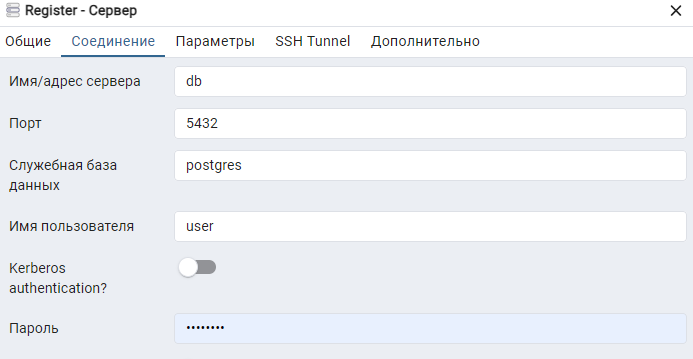 Register - Сервер
Общие Соединение Параметры SSH Tunnel Дополнительно
Имя/адрес сервера db
Порт 5432
Служебная база данных postgres
Имя пользователя user
Kerberos authentication?
Пароль ••••••••